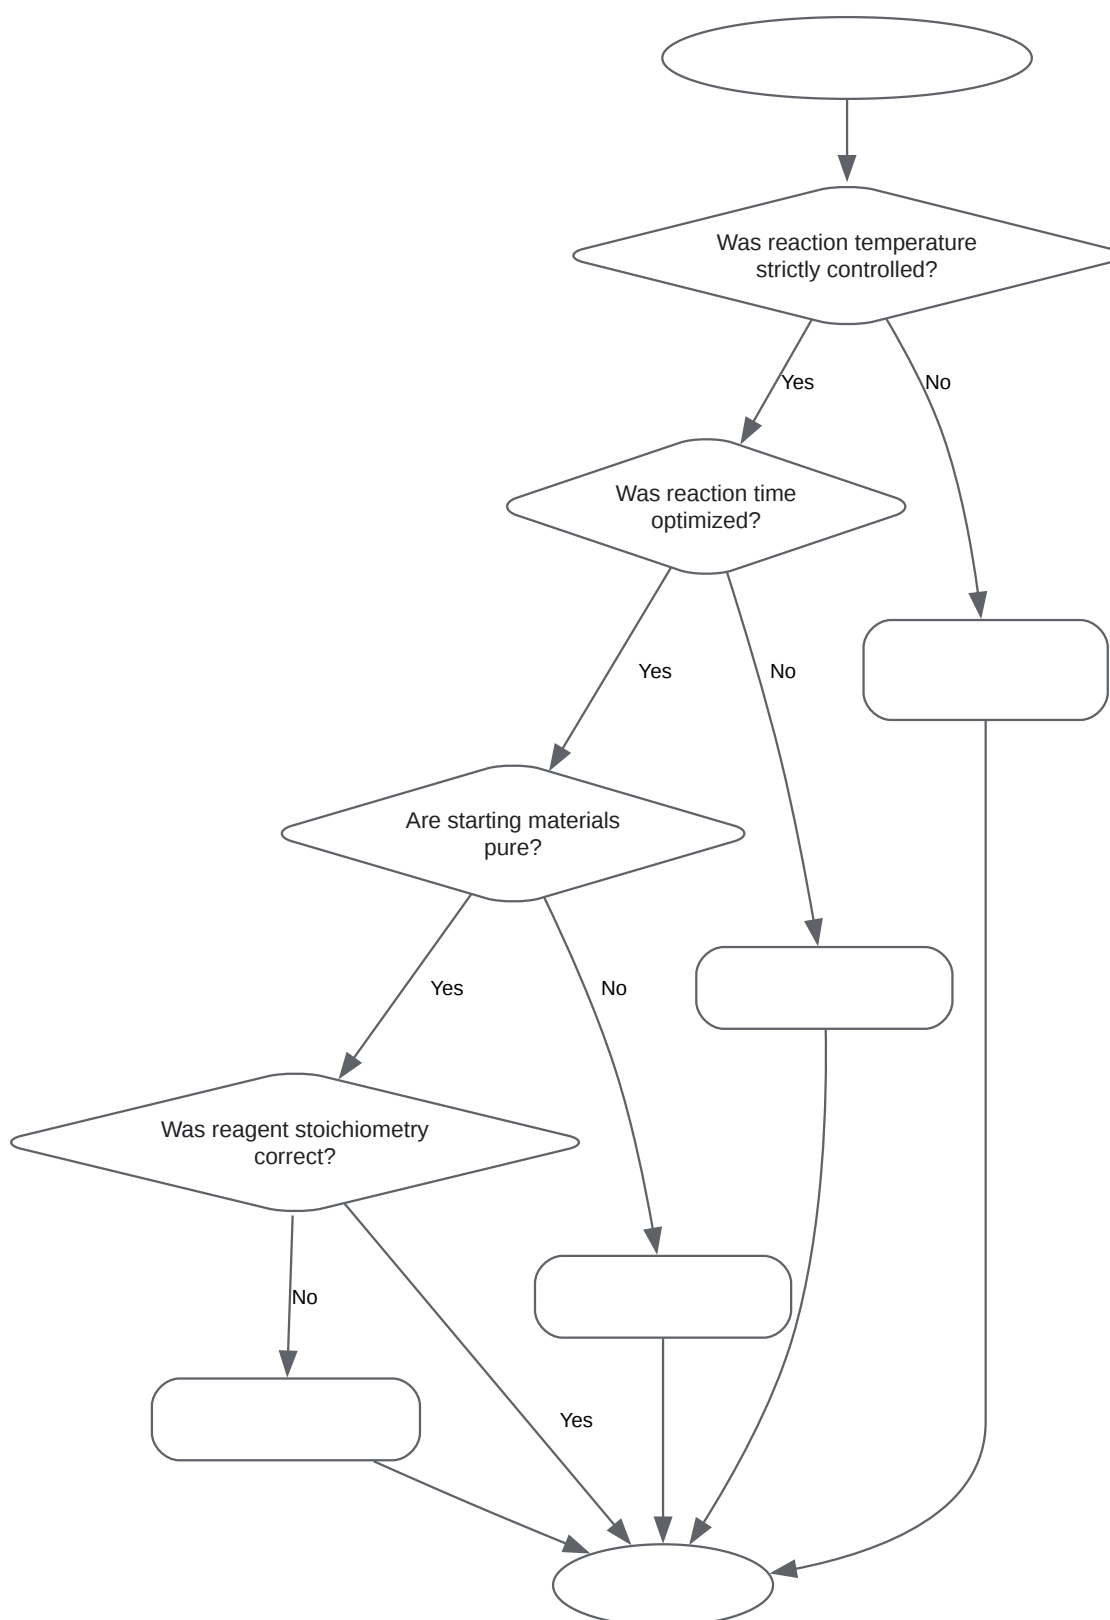 Was reaction temperature
strictly controlled?
Yes
No
Was reaction time
optimized?
Yes
No
Are starting materials
pure?
Yes
No
Was reagent stoichiometry
correct?
No
Yes